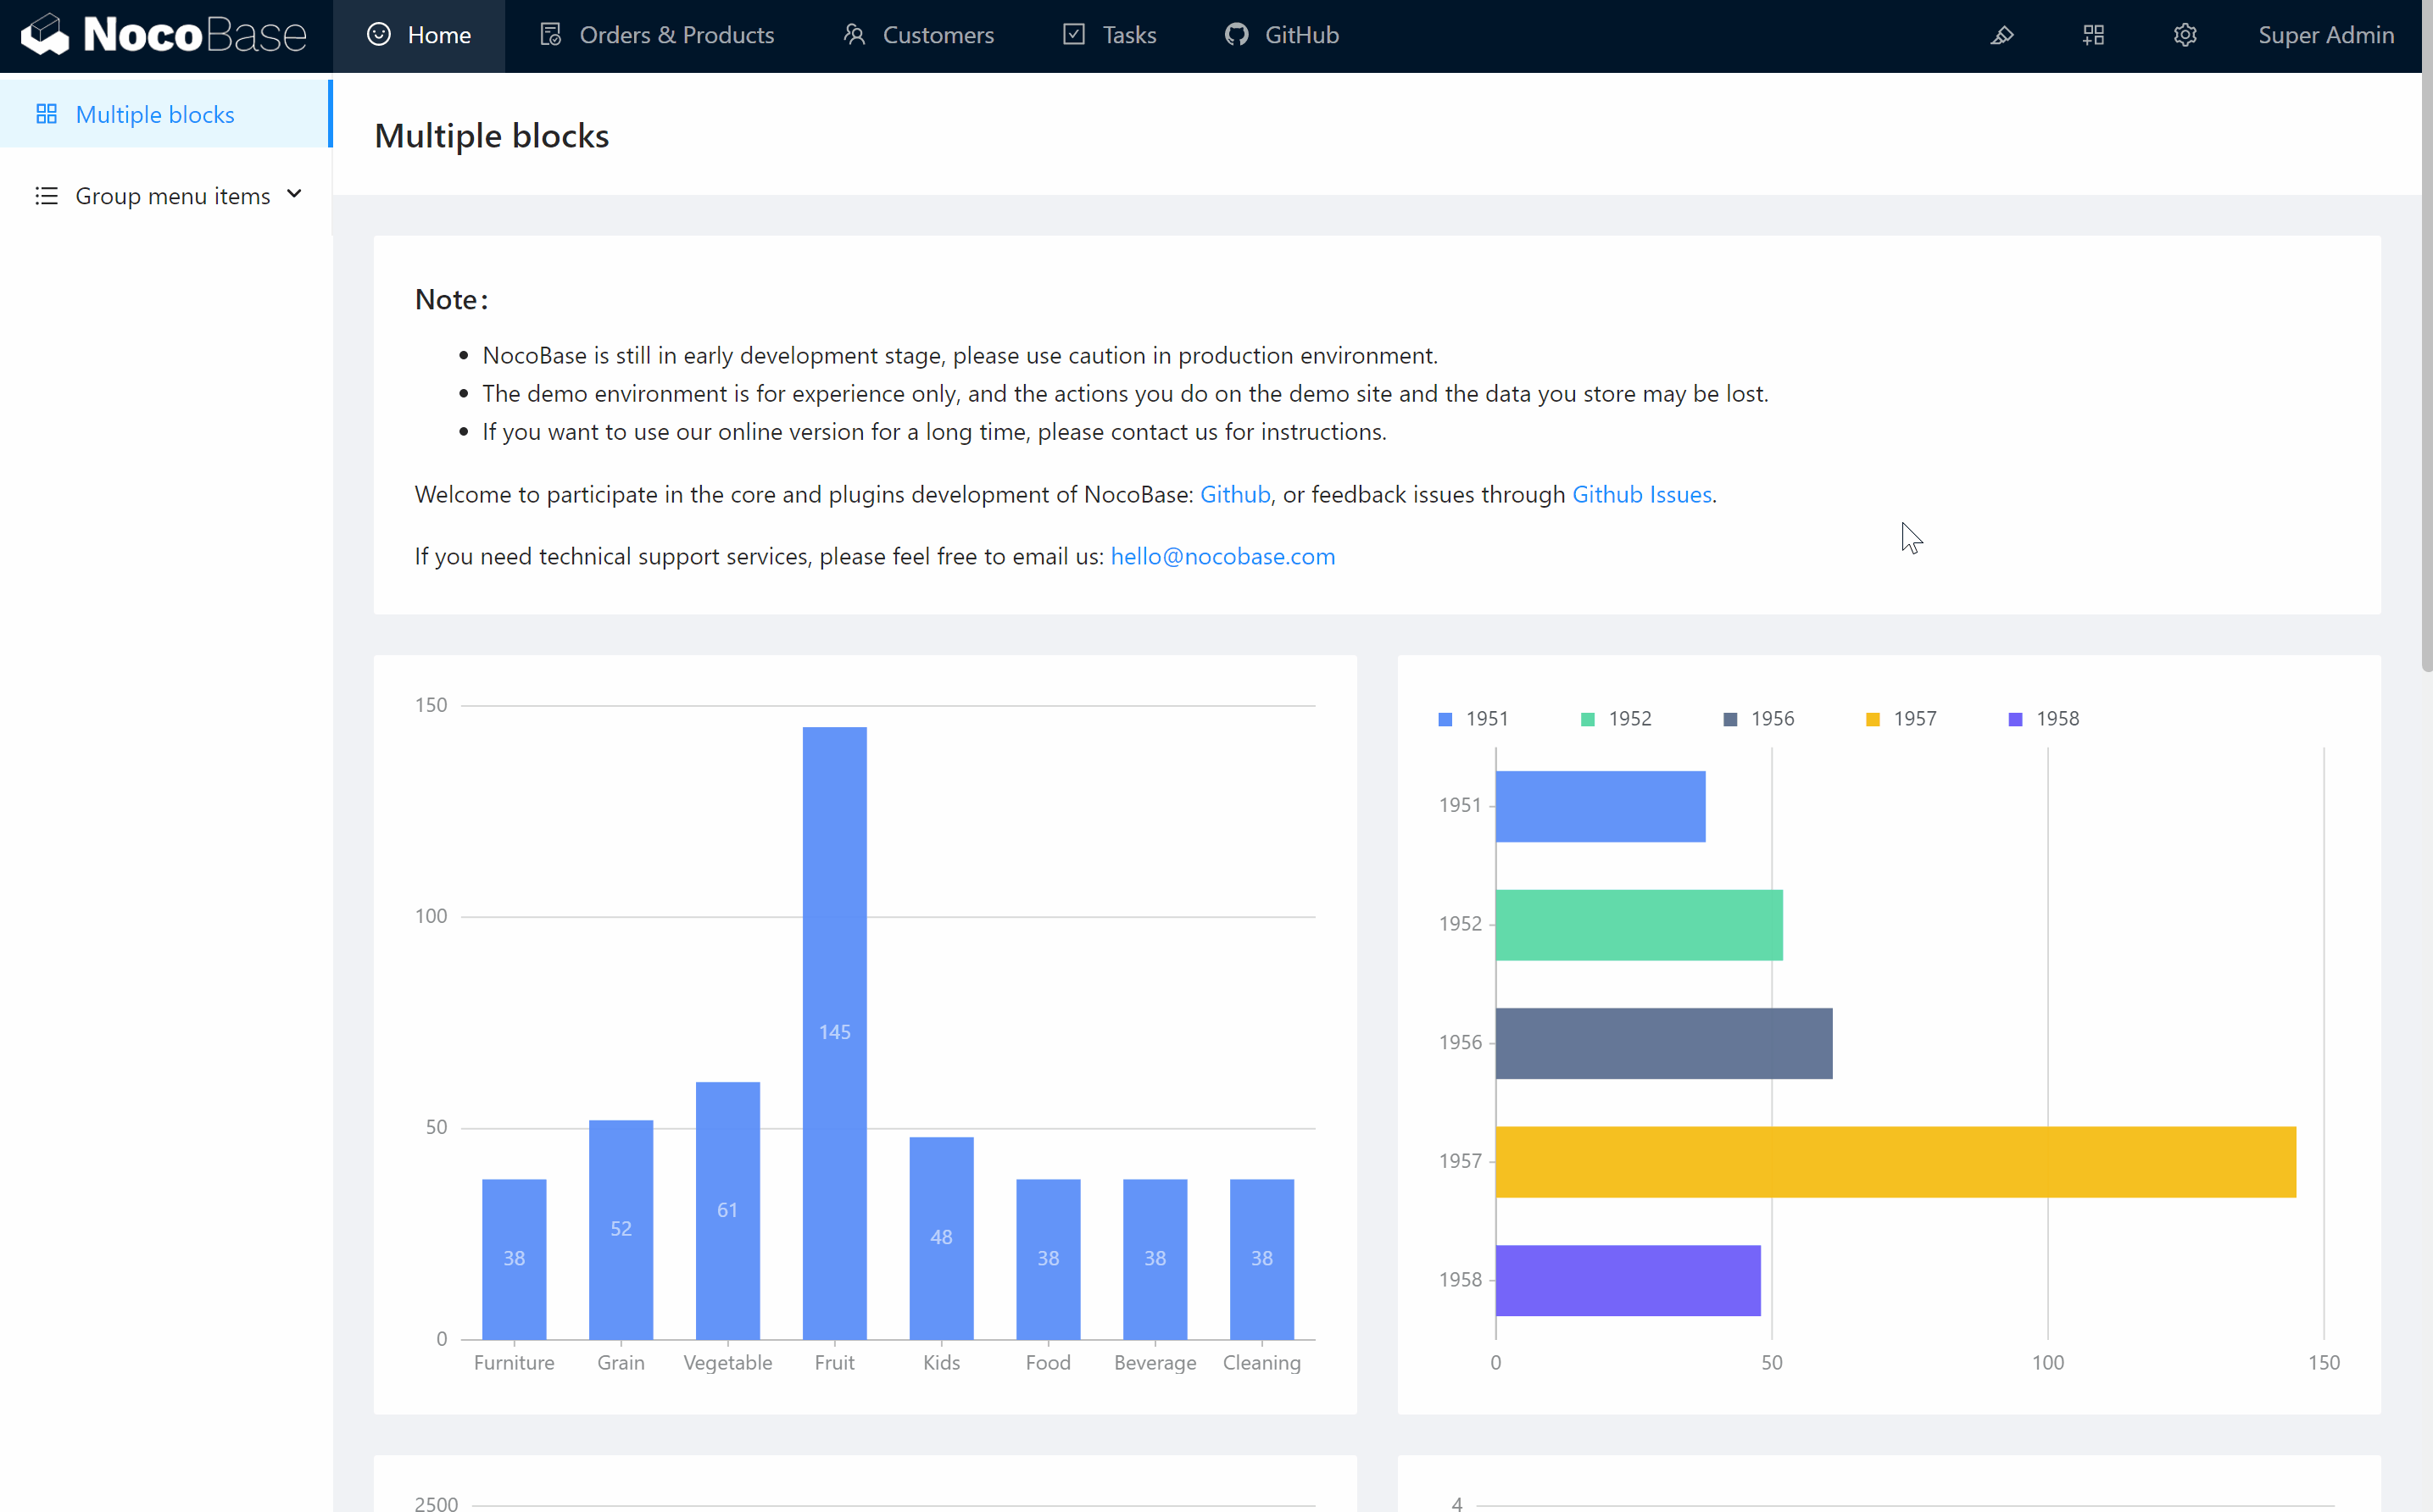 NocoBase
Home
Orders & Products
Customers
Tasks
GitHub
Super Admin
Multiple blocks
Group menu items
Multiple blocks
Note:
NocoBase is still in early development stage, please use caution in production environment.
The demo environment is for experience only, and the actions you do on the demo site and the data you store may be lost.
If you want to use our online version for a long time, please contact us for instructions.
Welcome to participate in the core and plugins development of NocoBase: Github, or feedback issues through Github Issues.
If you need technical support services, please feel free to email us: hello@nocobase.com
150
100
50
0
38
52
61
145
48
38
38
38
Furniture
Grain
Vegetable
Fruit
Kids
Food
Beverage
Cleaning
1951
1952
1956
1957
1958
1951
1952
1956
1957
1958
0
50
100
150
2500
4